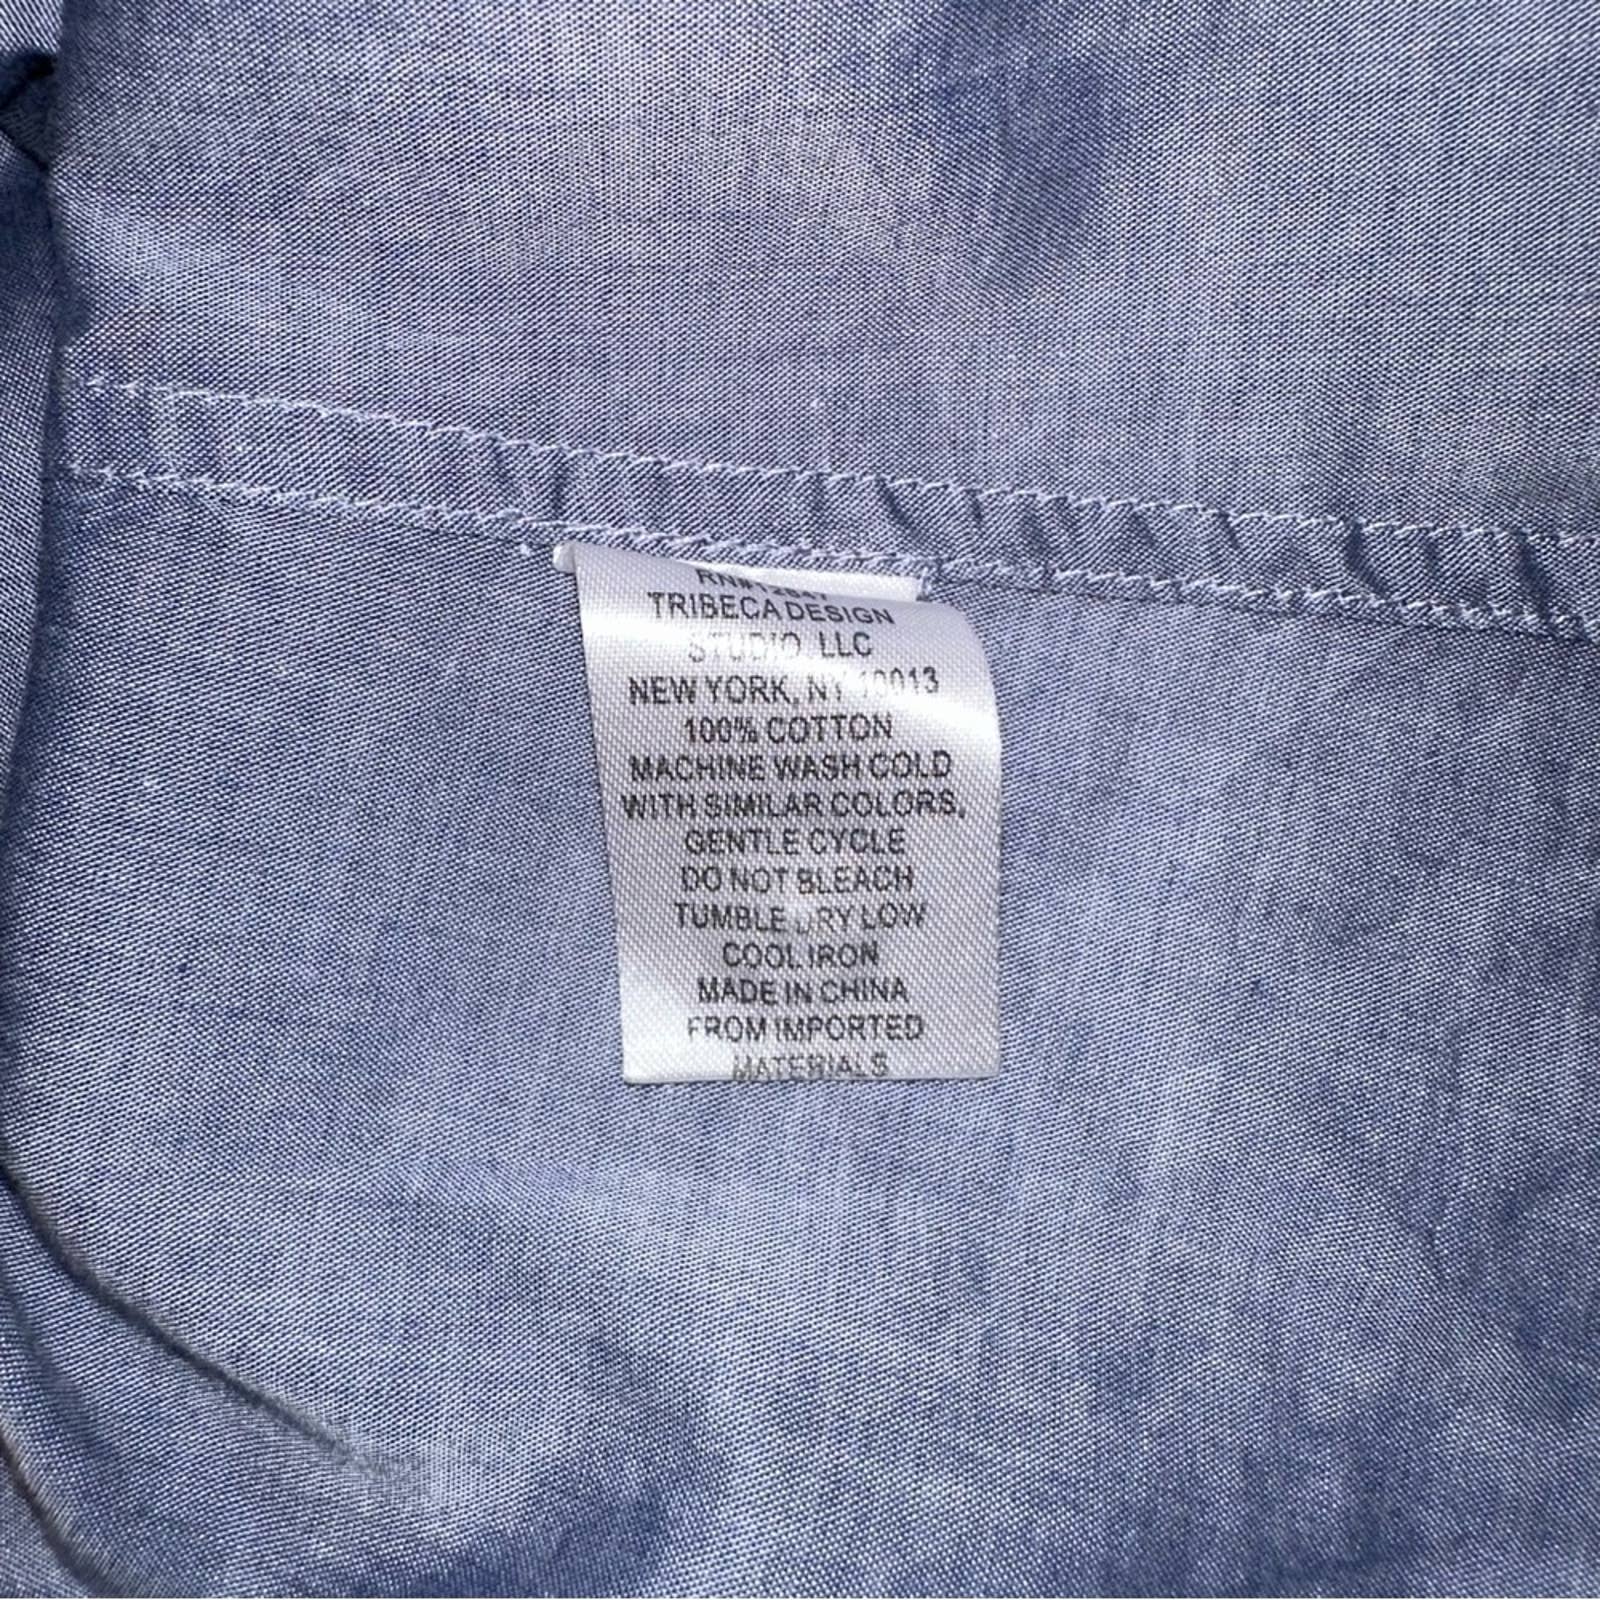 TRIBECA DESIGN
STUDIO, LLC
NEW YORK, NY 10013
100% COTTON
MACHINE WASH COLD
WITH SIMILAR COLORS,
GENTLE CYCLE
DO NOT BLEACH
TUMBLE DRY LOW
COOL IRON
MADE IN CHINA
FROM IMPORTED
MATERIALS